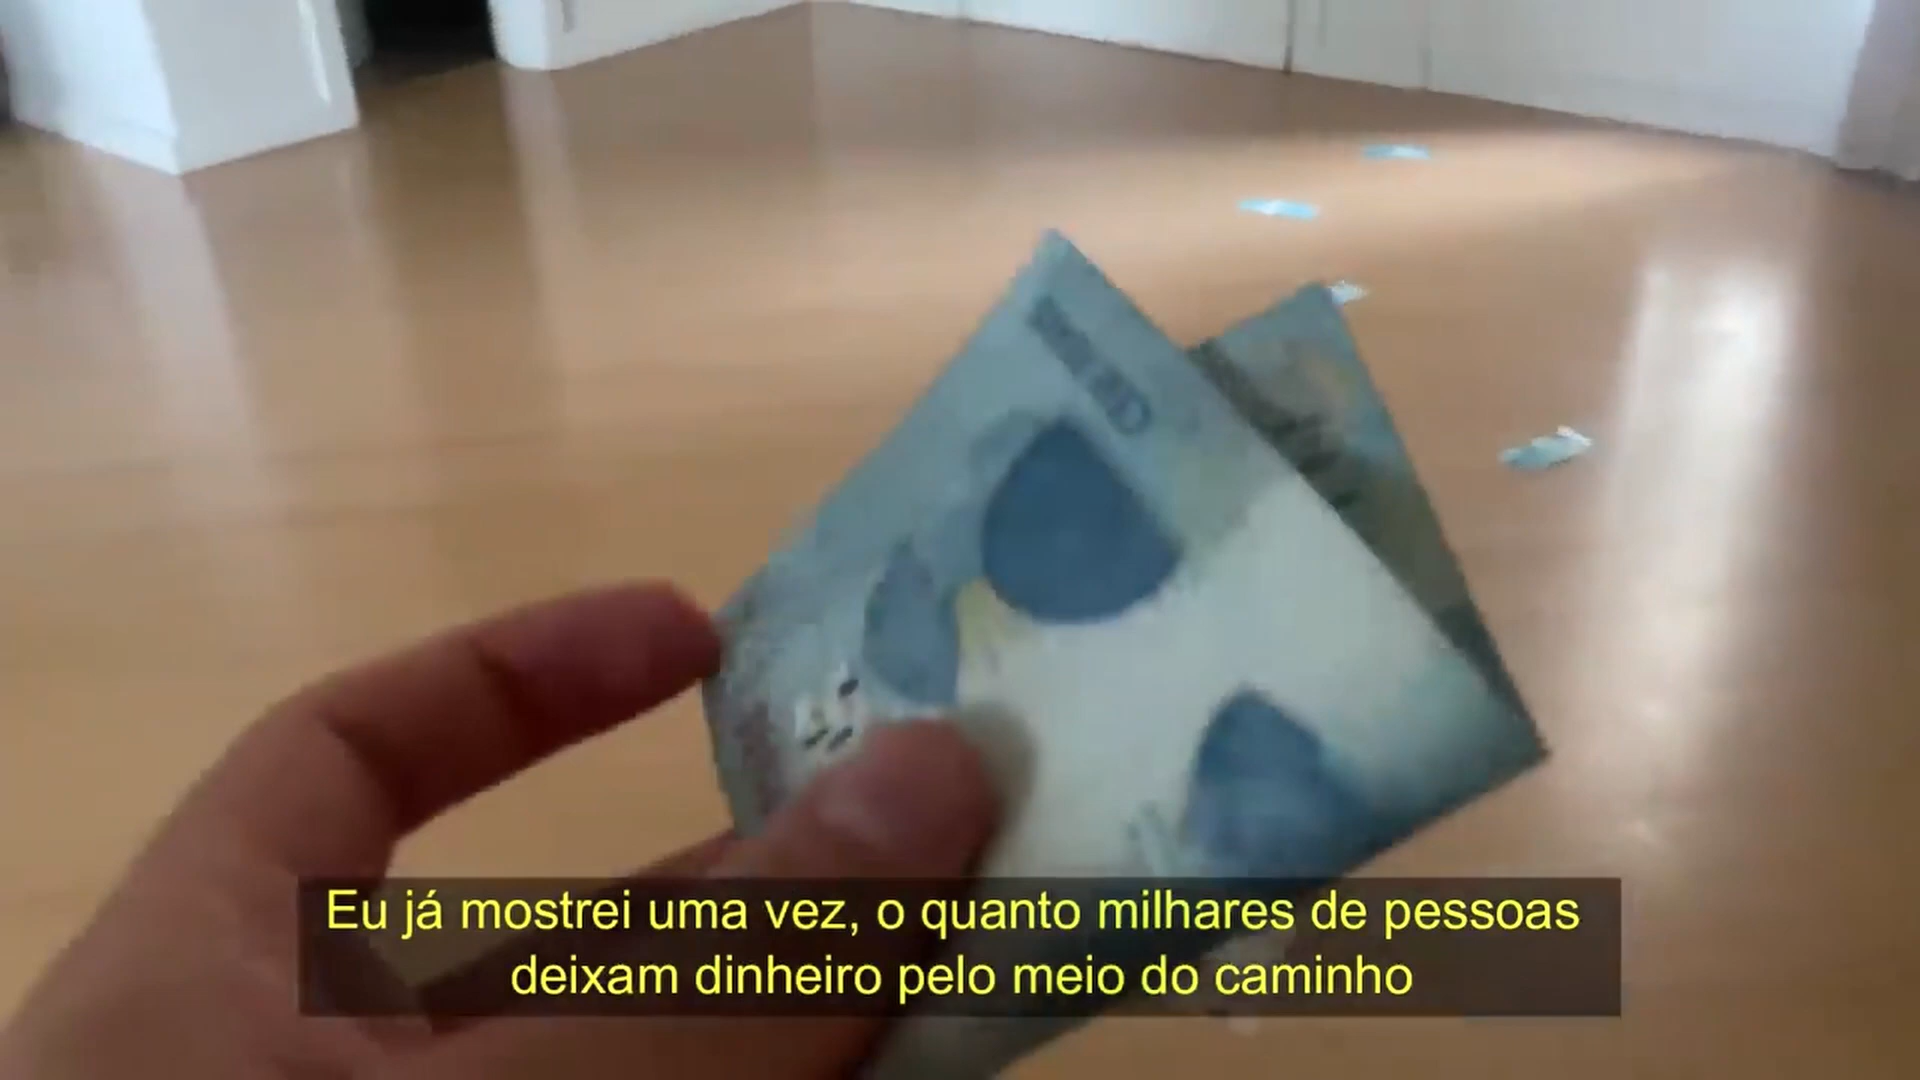 Eu já mostrei uma vez, o quanto milhares de pessoas
deixam dinheiro pelo meio do caminho